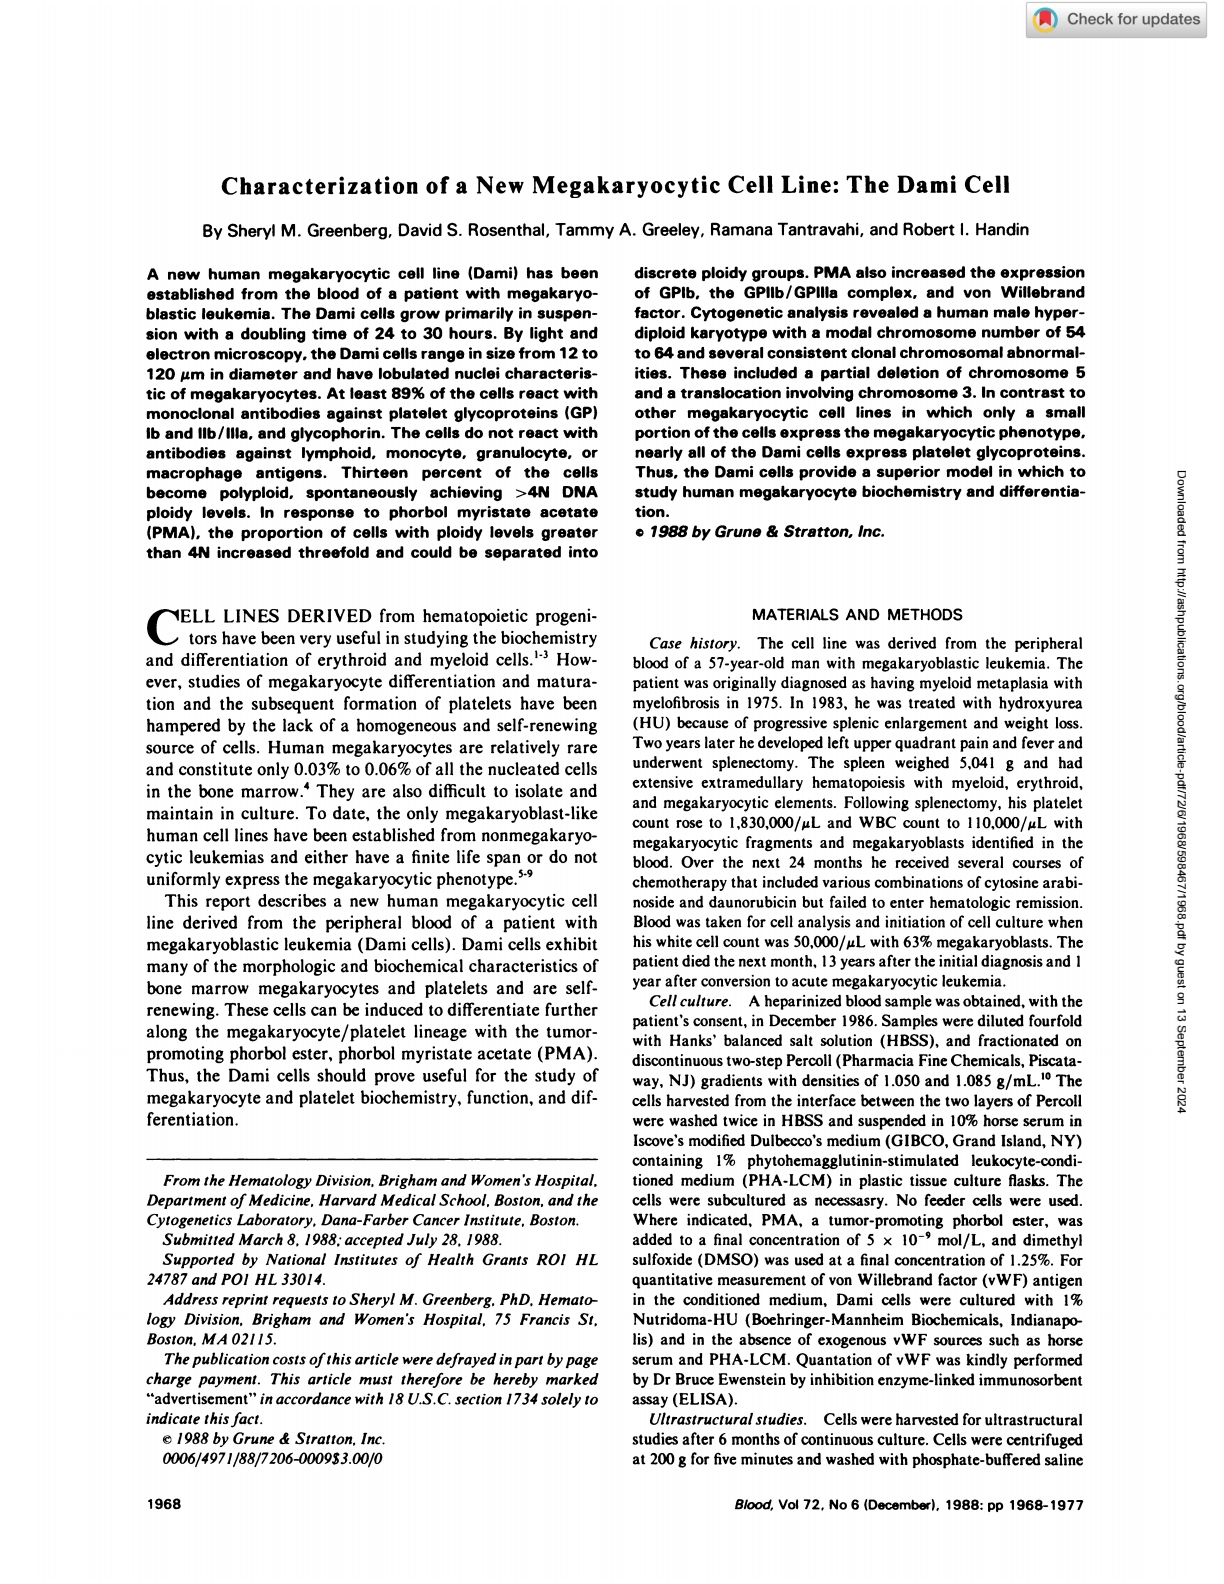 Check for updates
Characterization of a New Megakaryocytic Cell Line: The Dami Cell
By Sheryl M. Greenberg, David S. Rosenthal, Tammy A. Greeley, Ramana Tantravahi, and Robert I. Handin
A new human megakaryocytic cell line (Dami) has been
established from the blood of a patient with megakaryo-
blastic leukemia. The Dami cells grow primarily in suspen-
sion with a doubling time of 24 to 30 hours. By light and
electron microscopy, the Dami cells range in size from 12 to
120 μm in diameter and have lobulated nuclei characteris-
tic of megakaryocytes. At least 89% of the cells react with
monoclonal antibodies against platelet glycoproteins (GP)
Ib and IIb/IIIa, and glycophorin. The cells do not react with
antibodies against lymphoid, monocyte, granulocyte, or
macrophage antigens. Thirteen percent of the cells
become polyploid, spontaneously achieving >4N DNA
ploidy levels. In response to phorbol myristate acetate
(PMA), the proportion of cells with ploidy levels greater
than 4N increased threefold and could be separated into
discrete ploidy groups. PMA also increased the expression
of GPIb, the GPIIb/GPIIIa complex, and von Willebrand
factor. Cytogenetic analysis revealed a human male hyper-
diploid karyotype with a modal chromosome number of 54
to 64 and several consistent clonal chromosomal abnormal-
ities. These included a partial deletion of chromosome 5
and a translocation involving chromosome 3. In contrast to
other megakaryocytic cell lines in which only a small
portion of the cells express the megakaryocytic phenotype,
nearly all of the Dami cells express platelet glycoproteins.
Thus, the Dami cells provide a superior model in which to
study human megakaryocyte biochemistry and differentia-
tion.
© 1988 by Grune & Stratton, Inc.
CELL LINES DERIVED from hematopoietic progeni-
tors have been very useful in studying the biochemistry
and differentiation of erythroid and myeloid cells.1-3 How-
ever, studies of megakaryocyte differentiation and matura-
tion and the subsequent formation of platelets have been
hampered by the lack of a homogeneous and self-renewing
source of cells. Human megakaryocytes are relatively rare
and constitute only 0.03% to 0.06% of all the nucleated cells
in the bone marrow.4 They are also difficult to isolate and
maintain in culture. To date, the only megakaryoblast-like
human cell lines have been established from nonmegakaryo-
cytic leukemias and either have a finite life span or do not
uniformly express the megakaryocytic phenotype.5-9
This report describes a new human megakaryocytic cell
line derived from the peripheral blood of a patient with
megakaryoblastic leukemia (Dami cells). Dami cells exhibit
many of the morphologic and biochemical characteristics of
bone marrow megakaryocytes and platelets and are self-
renewing. These cells can be induced to differentiate further
along the megakaryocyte/platelet lineage with the tumor-
promoting phorbol ester, phorbol myristate acetate (PMA).
Thus, the Dami cells should prove useful for the study of
megakaryocyte and platelet biochemistry, function, and dif-
ferentiation.
From the Hematology Division, Brigham and Women's Hospital,
Department of Medicine, Harvard Medical School, Boston, and the
Cytogenetics Laboratory, Dana-Farber Cancer Institute, Boston.
Submitted March 8, 1988; accepted July 28, 1988.
Supported by National Institutes of Health Grants RO1 HL
24787 and PO1 HL 33014.
Address reprint requests to Sheryl M. Greenberg, PhD, Hemato-
logy Division, Brigham and Women's Hospital, 75 Francis St,
Boston, MA 02115.
The publication costs of this article were defrayed in part by page
charge payment. This article must therefore be hereby marked
“advertisement” in accordance with 18 U.S.C. section 1734 solely to
indicate this fact.
© 1988 by Grune & Stratton, Inc.
0006/4971/88/7206-0009$3.00/0
MATERIALS AND METHODS
Case history. The cell line was derived from the peripheral
blood of a 57-year-old man with megakaryoblastic leukemia. The
patient was originally diagnosed as having myeloid metaplasia with
myelofibrosis in 1975. In 1983, he was treated with hydroxyurea
(HU) because of progressive splenic enlargement and weight loss.
Two years later he developed left upper quadrant pain and fever and
underwent splenectomy. The spleen weighed 5,041 g and had
extensive extramedullary hematopoiesis with myeloid, erythroid,
and megakaryocytic elements. Following splenectomy, his platelet
count rose to 1,830,000/μL and WBC count to 110,000/μL with
megakaryocytic fragments and megakaryoblasts identified in the
blood. Over the next 24 months he received several courses of
chemotherapy that included various combinations of cytosine arabi-
noside and daunorubicin but failed to enter hematologic remission.
Blood was taken for cell analysis and initiation of cell culture when
his white cell count was 50,000/μL with 63% megakaryoblasts. The
patient died the next month, 13 years after the initial diagnosis and 1
year after conversion to acute megakaryocytic leukemia.
Cell culture. A heparinized blood sample was obtained, with the
patient's consent, in December 1986. Samples were diluted fourfold
with Hanks' balanced salt solution (HBSS), and fractionated on
discontinuous two-step Percoll (Pharmacia Fine Chemicals, Piscata-
way, NJ) gradients with densities of 1.050 and 1.085 g/mL.10 The
cells harvested from the interface between the two layers of Percoll
were washed twice in HBSS and suspended in 10% horse serum in
Iscove's modified Dulbecco's medium (GIBCO, Grand Island, NY)
containing 1% phytohemagglutinin-stimulated leukocyte-condi-
tioned medium (PHA-LCM) in plastic tissue culture flasks. The
cells were subcultured as necessasry. No feeder cells were used.
Where indicated, PMA, a tumor-promoting phorbol ester, was
added to a final concentration of 5 × 10⁻⁹ mol/L, and dimethyl
sulfoxide (DMSO) was used at a final concentration of 1.25%. For
quantitative measurement of von Willebrand factor (vWF) antigen
in the conditioned medium, Dami cells were cultured with 1%
Nutridoma-HU (Boehringer-Mannheim Biochemicals, Indianapo-
lis) and in the absence of exogenous vWF sources such as horse
serum and PHA-LCM. Quantation of vWF was kindly performed
by Dr Bruce Ewenstein by inhibition enzyme-linked immunosorbent
assay (ELISA).
Ultrastructural studies. Cells were harvested for ultrastructural
studies after 6 months of continuous culture. Cells were centrifuged
at 200 g for five minutes and washed with phosphate-buffered saline
1968
Blood, Vol 72, No 6 (December), 1988: pp 1968-1977
Downloaded from http://ashpublications.org/blood/article-pdf/72/6/1968/598467/1968.pdf by guest on 13 September 2024